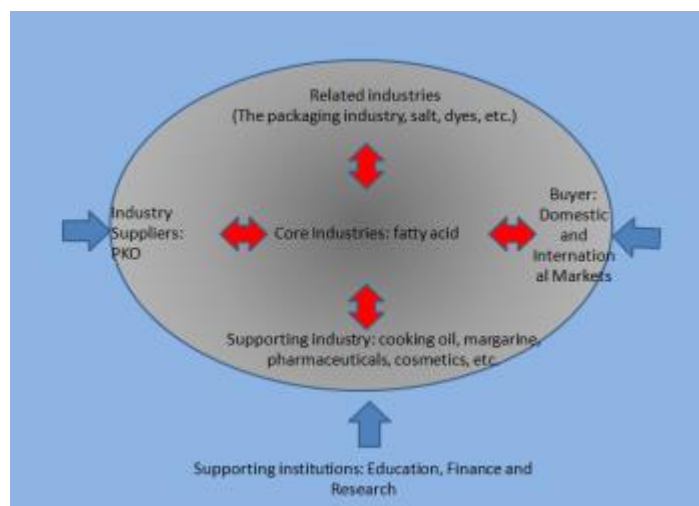 Related industries
(The packaging industry, salt, dyes, etc.)
Industry
Suppliers:
PKO
Core Industries: fatty acid
Buyer:
Domestic
and
Internation
al Markets
Supporting industry: cooking oil, margarine,
pharmaceuticals, cosmetics, etc.
Supporting institutions: Education, Finance and
Research